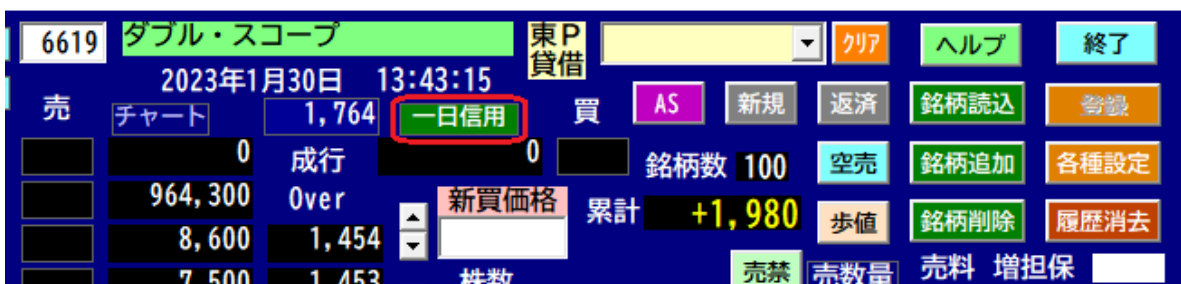 6619 ダブル・スコープ 東P 貸借 クリア ヘルプ 終了
2023年1月30日 13:43:15
売 チャート 1,764 一日信用 買 AS 新規 返済 銘柄読込 登録
0 成行 0 銘柄数 100 空売 銘柄追加 各種設定
964,300 Over 新買価格 累計 +1,980 歩値 銘柄削除 履歴消去
8,600 1,454
7,500 1,453 株数 売禁 売数量 売料 増担保